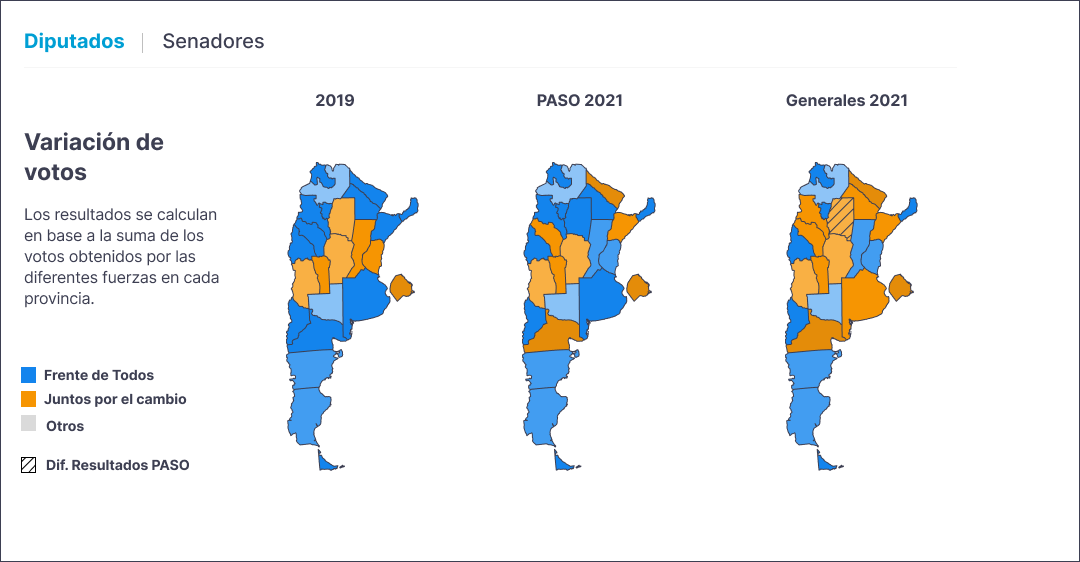 Diputados | Senadores
2019
PASO 2021
Generales 2021
Variación de
votos
Los resultados se calculan
en base a la suma de los
votos obtenidos por las
diferentes fuerzas en cada
provincia.
Frente de Todos
Juntos por el cambio
Otros
Dif. Resultados PASO